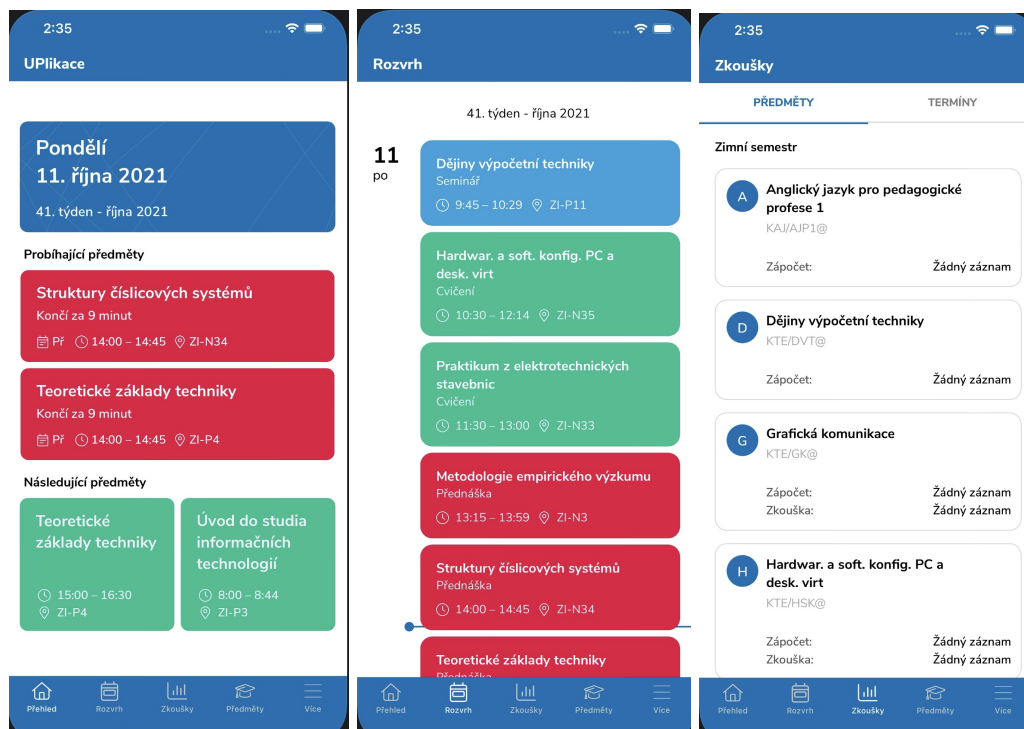 2:35
UPlikace
Pondělí
11. října 2021
41. týden - října 2021
Probíhající předměty
Struktury číslicových systémů
Končí za 9 minut
Př 14:00 – 14:45 ZI-N34
Teoretické základy techniky
Končí za 9 minut
Př 14:00 – 14:45 ZI-P4
Následující předměty
Teoretické
základy techniky
15:00 – 16:30
ZI-P4
Úvod do studia
informačních
technologií
8:00 – 8:44
ZI-P3
Přehled Rozvrh Zkoušky Předměty Více
2:35
Rozvrh
41. týden - října 2021
11
po
Dějiny výpočetní techniky
Seminář
9:45 – 10:29 ZI-P11
Hardwar. a soft. konfig. PC a
desk. virt
Cvičení
10:30 – 12:14 ZI-N35
Praktikum z elektrotechnických
stavebnic
Cvičení
11:30 – 13:00 ZI-N33
Metodologie empirického výzkumu
Přednáška
13:15 – 13:59 ZI-N3
Struktury číslicových systémů
Přednáška
14:00 – 14:45 ZI-N34
Teoretické základy techniky
Přednáška
Přehled Rozvrh Zkoušky Předměty Více
2:35
Zkoušky
PŘEDMĚTY TERMÍNY
Zimní semestr
A
Anglický jazyk pro pedagogické
profese 1
KAJ/AJP1@
Zápočet: Žádný záznam
D
Dějiny výpočetní techniky
KTE/DVT@
Zápočet: Žádný záznam
G
Grafická komunikace
KTE/GK@
Zápočet: Žádný záznam
Zkouška: Žádný záznam
H
Hardwar. a soft. konfig. PC a
desk. virt
KTE/HSK@
Zápočet: Žádný záznam
Zkouška: Žádný záznam
Přehled Rozvrh Zkoušky Předměty Více